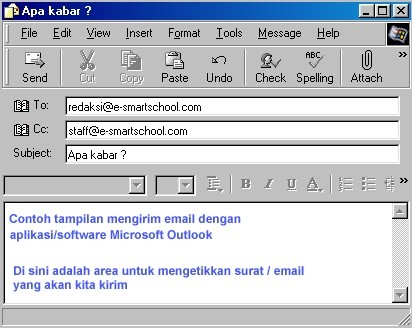 Apa kabar ?
File Edit View Insert Format Tools Message Help
Send Cut Copy Paste Undo Check Spelling Attach
To: redaksi@e-smartschool.com
Cc: staff@e-smartschool.com
Subject: Apa kabar ?
B I U A
Contoh tampilan mengirim email dengan
aplikasi/software Microsoft Outlook
Di sini adalah area untuk mengetikkan surat / email
yang akan kita kirim